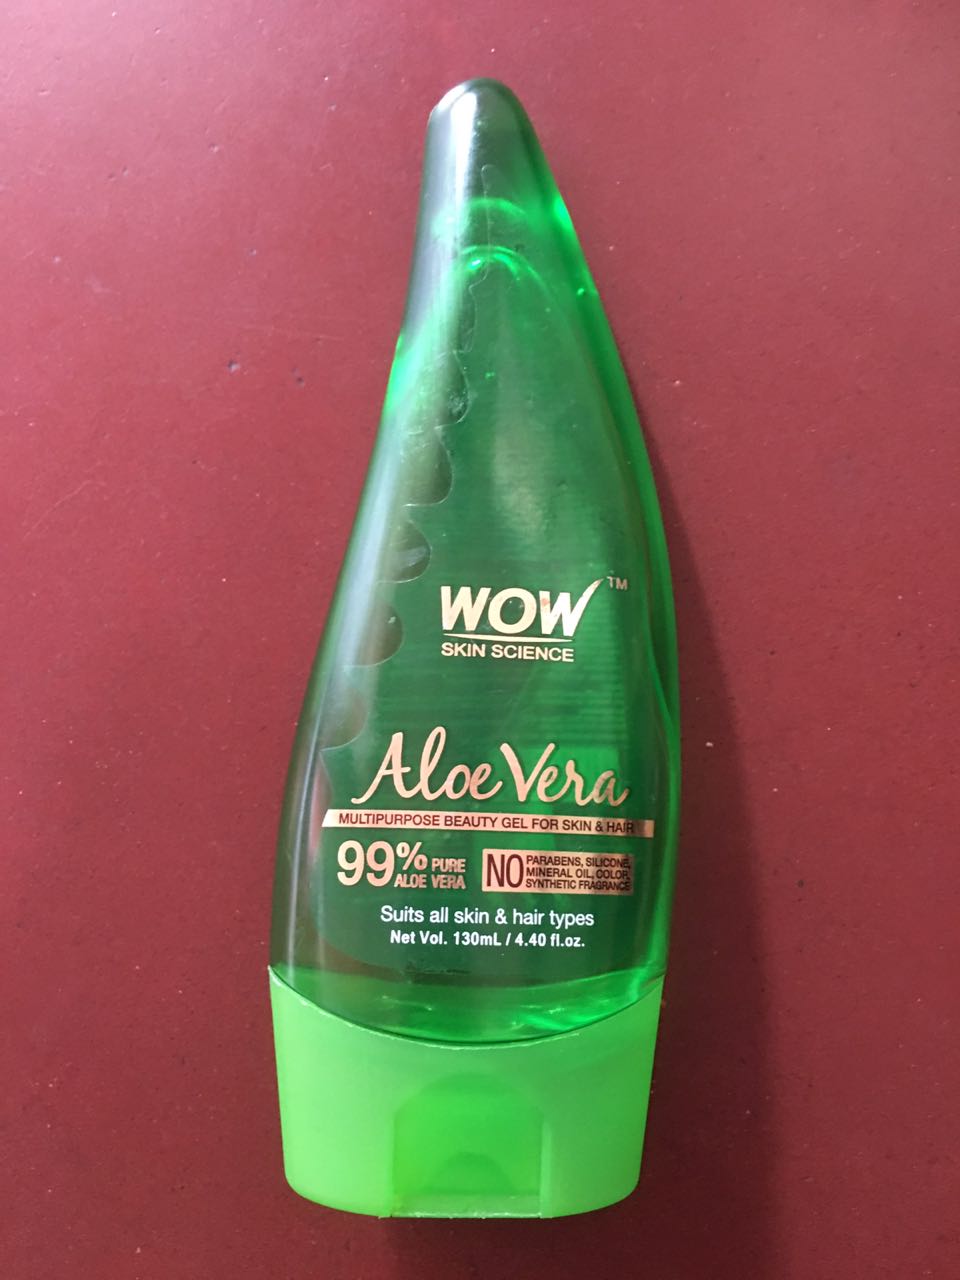 WOW™
SKIN SCIENCE
Aloe Vera
MULTIPURPOSE BEAUTY GEL FOR SKIN & HAIR
99% PURE
ALOE VERA
NO PARABENS, SILICONE,
MINERAL OIL, COLOR,
SYNTHETIC FRAGRANCE
Suits all skin & hair types
Net Vol. 130mL / 4.40 fl.oz.